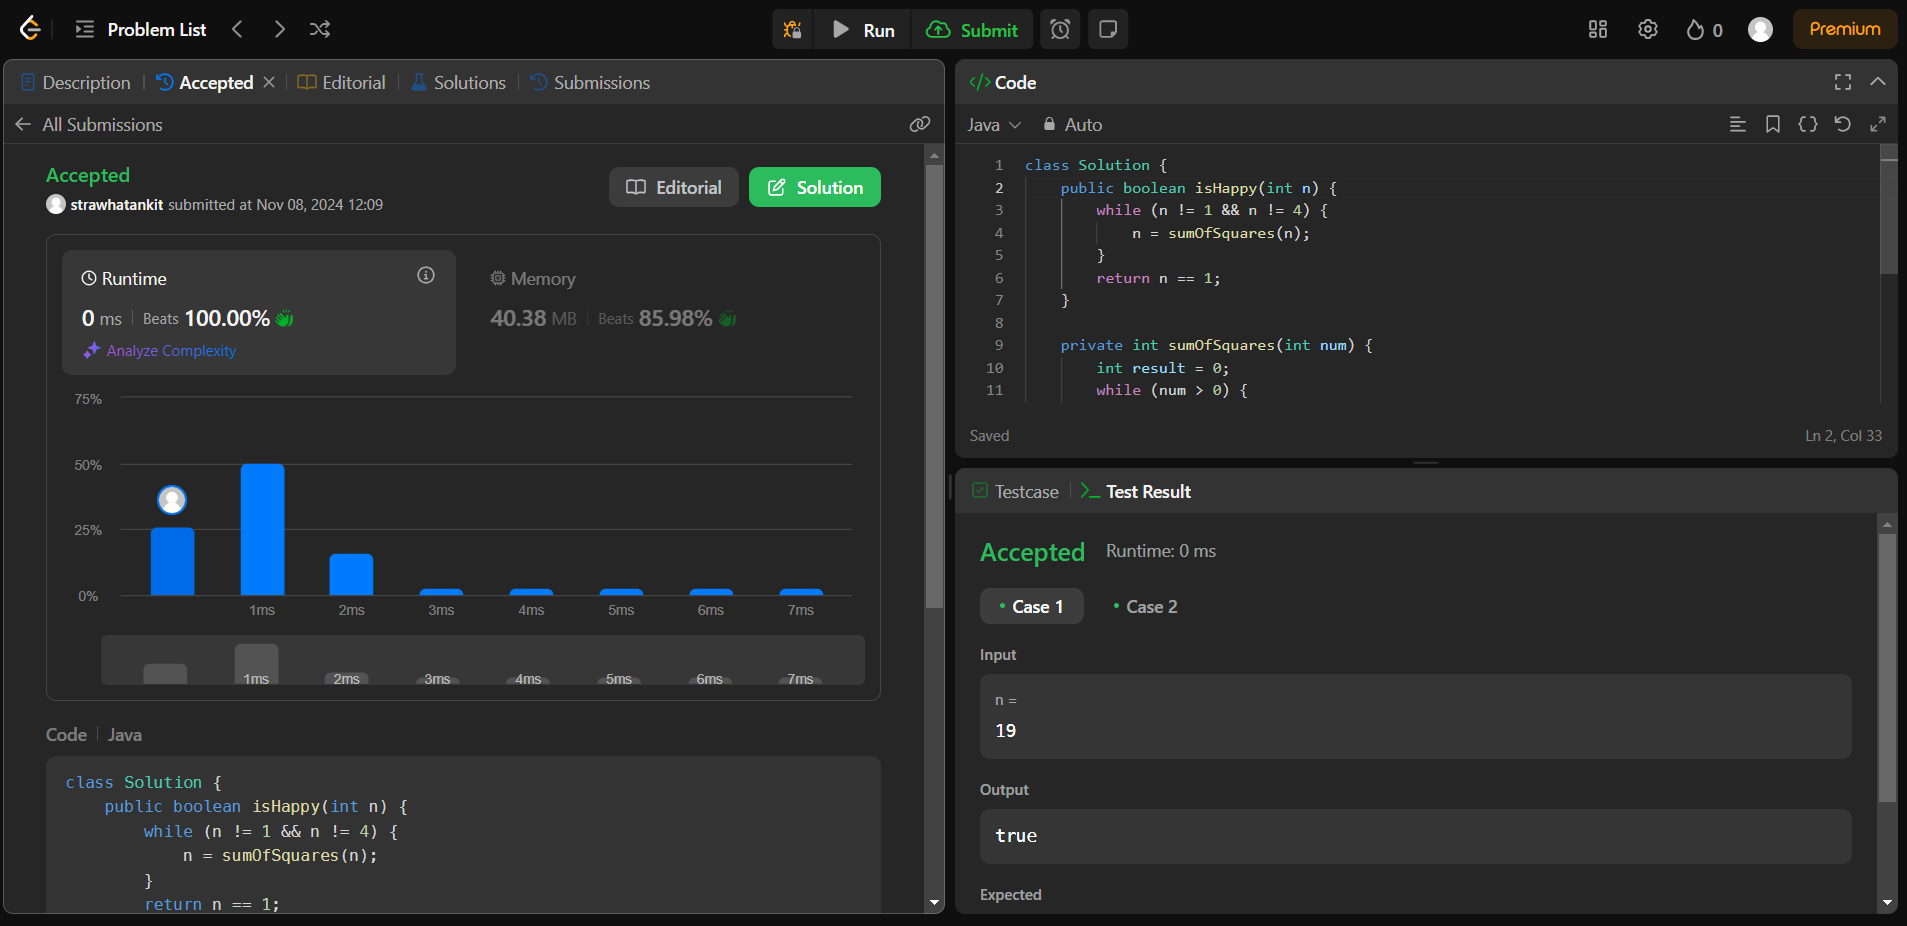 Problem List
Run
Submit
0
Premium
Description
Accepted
Editorial
Solutions
Submissions
All Submissions
Accepted
strawhatankit submitted at Nov 08, 2024 12:09
Editorial
Solution
Runtime
0 ms
Beats 100.00%
Analyze Complexity
Memory
40.38 MB
Beats 85.98%
75%
50%
25%
0%
1ms 2ms 3ms 4ms 5ms 6ms 7ms
1ms 2ms 3ms 4ms 5ms 6ms 7ms
Code
Java
class Solution {
    public boolean isHappy(int n) {
        while (n != 1 && n != 4) {
            n = sumOfSquares(n);
        }
        return n == 1;
</> Code
Java
Auto
1 class Solution {
2     public boolean isHappy(int n) {
3         while (n != 1 && n != 4) {
4             n = sumOfSquares(n);
5         }
6         return n == 1;
7     }
8
9     private int sumOfSquares(int num) {
10         int result = 0;
11         while (num > 0) {
Saved
Ln 2, Col 33
Testcase
Test Result
Accepted
Runtime: 0 ms
Case 1
Case 2
Input
n =
19
Output
true
Expected